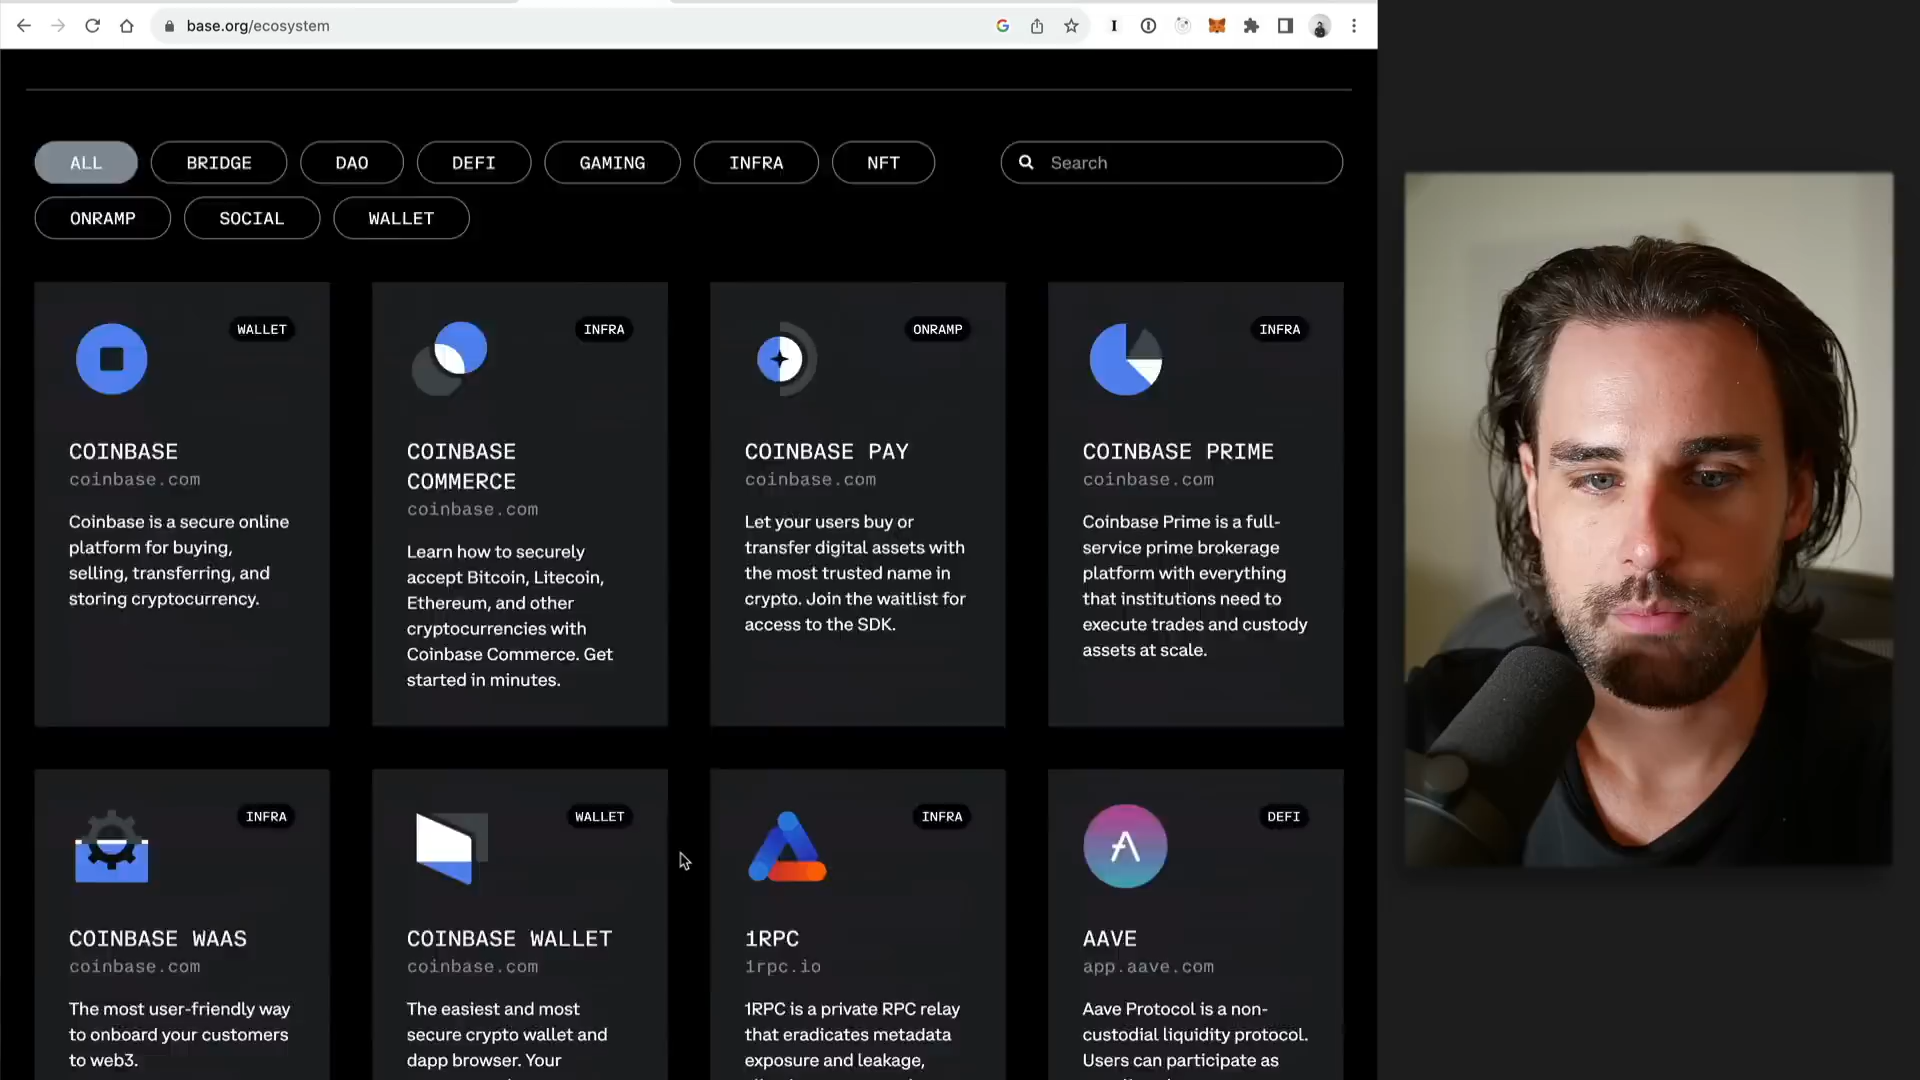 base.org/ecosystem
ALL
BRIDGE
DAO
DEFI
GAMING
INFRA
NFT
Search
ONRAMP
SOCIAL
WALLET
WALLET
COINBASE
coinbase.com
Coinbase is a secure online
platform for buying,
selling, transferring, and
storing cryptocurrency.
INFRA
COINBASE
COMMERCE
coinbase.com
Learn how to securely
accept Bitcoin, Litecoin,
Ethereum, and other
cryptocurrencies with
Coinbase Commerce. Get
started in minutes.
ONRAMP
COINBASE PAY
coinbase.com
Let your users buy or
transfer digital assets with
the most trusted name in
crypto. Join the waitlist for
access to the SDK.
INFRA
COINBASE PRIME
coinbase.com
Coinbase Prime is a full-
service prime brokerage
platform with everything
that institutions need to
execute trades and custody
assets at scale.
INFRA
COINBASE WAAS
coinbase.com
The most user-friendly way
to onboard your customers
to web3.
WALLET
COINBASE WALLET
coinbase.com
The easiest and most
secure crypto wallet and
dapp browser. Your
INFRA
1RPC
1rpc.io
1RPC is a private RPC relay
that eradicates metadata
exposure and leakage,
DEFI
AAVE
app.aave.com
Aave Protocol is a non-
custodial liquidity protocol.
Users can participate as